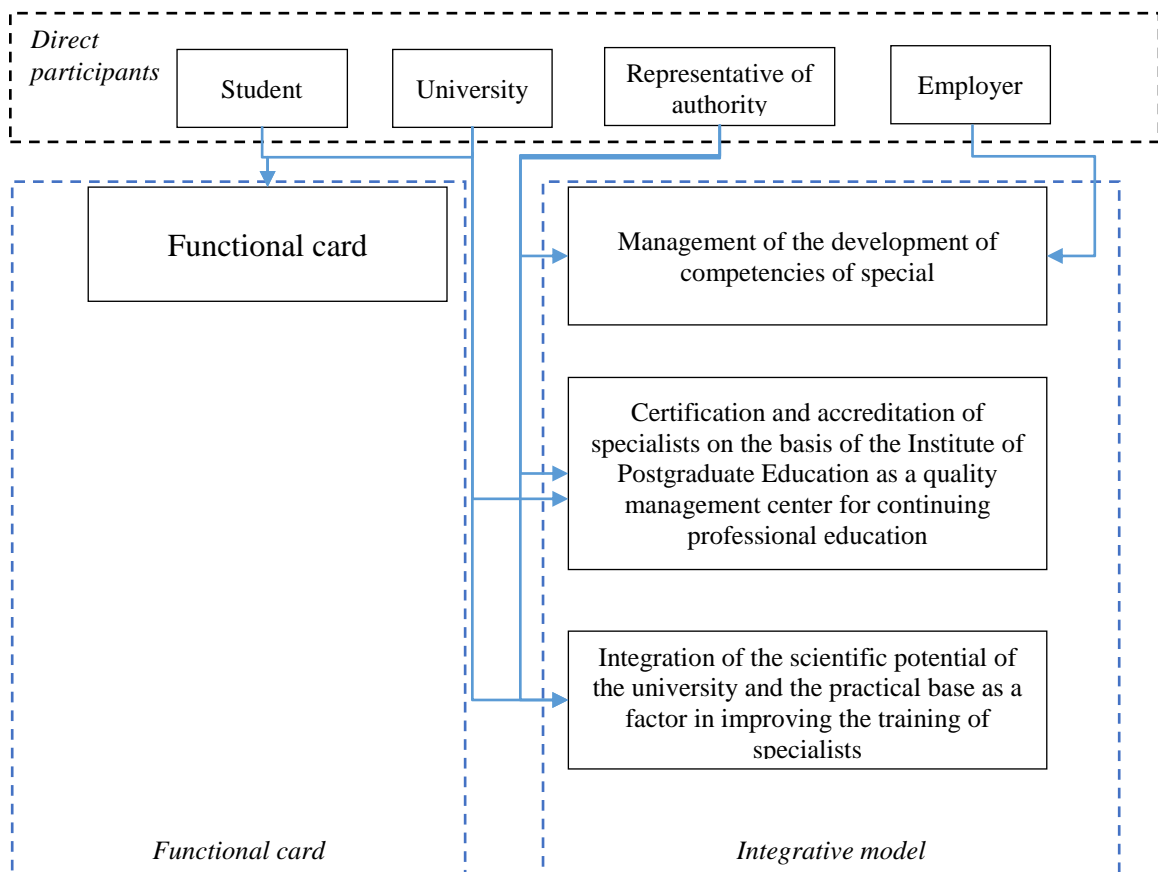 Direct
participants
Student
University
Representative of
authority
Employer
Functional card
Management of the development of
competencies of special
Certification and accreditation of
specialists on the basis of the Institute of
Postgraduate Education as a quality
management center for continuing
professional education
Integration of the scientific potential of
the university and the practical base as a
factor in improving the training of
specialists
Functional card
Integrative model